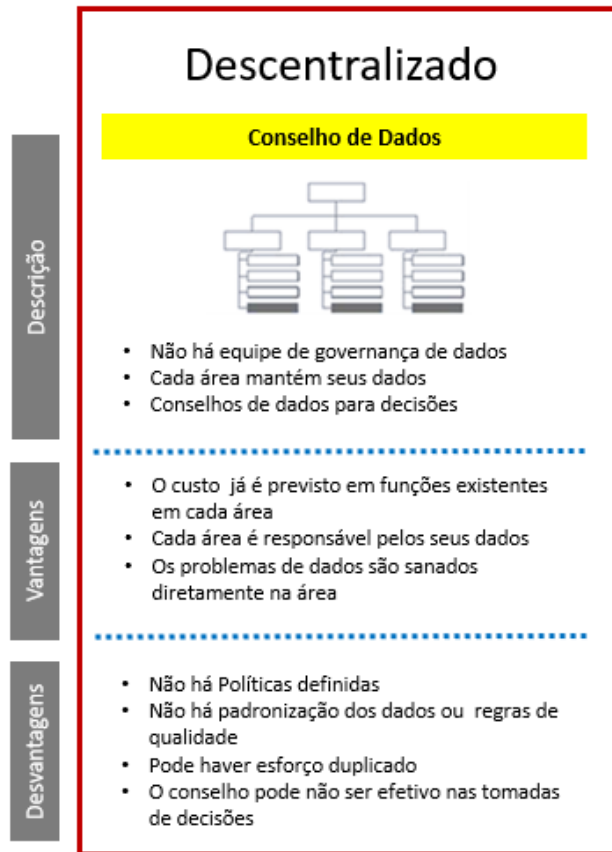 Descentralizado
Conselho de Dados
Descrição
• Não há equipe de governança de dados
• Cada área mantém seus dados
• Conselhos de dados para decisões
Vantagens
• O custo já é previsto em funções existentes
em cada área
• Cada área é responsável pelos seus dados
• Os problemas de dados são sanados
diretamente na área
Desvantagens
• Não há Políticas definidas
• Não há padronização dos dados ou regras de
qualidade
• Pode haver esforço duplicado
• O conselho pode não ser efetivo nas tomadas
de decisões